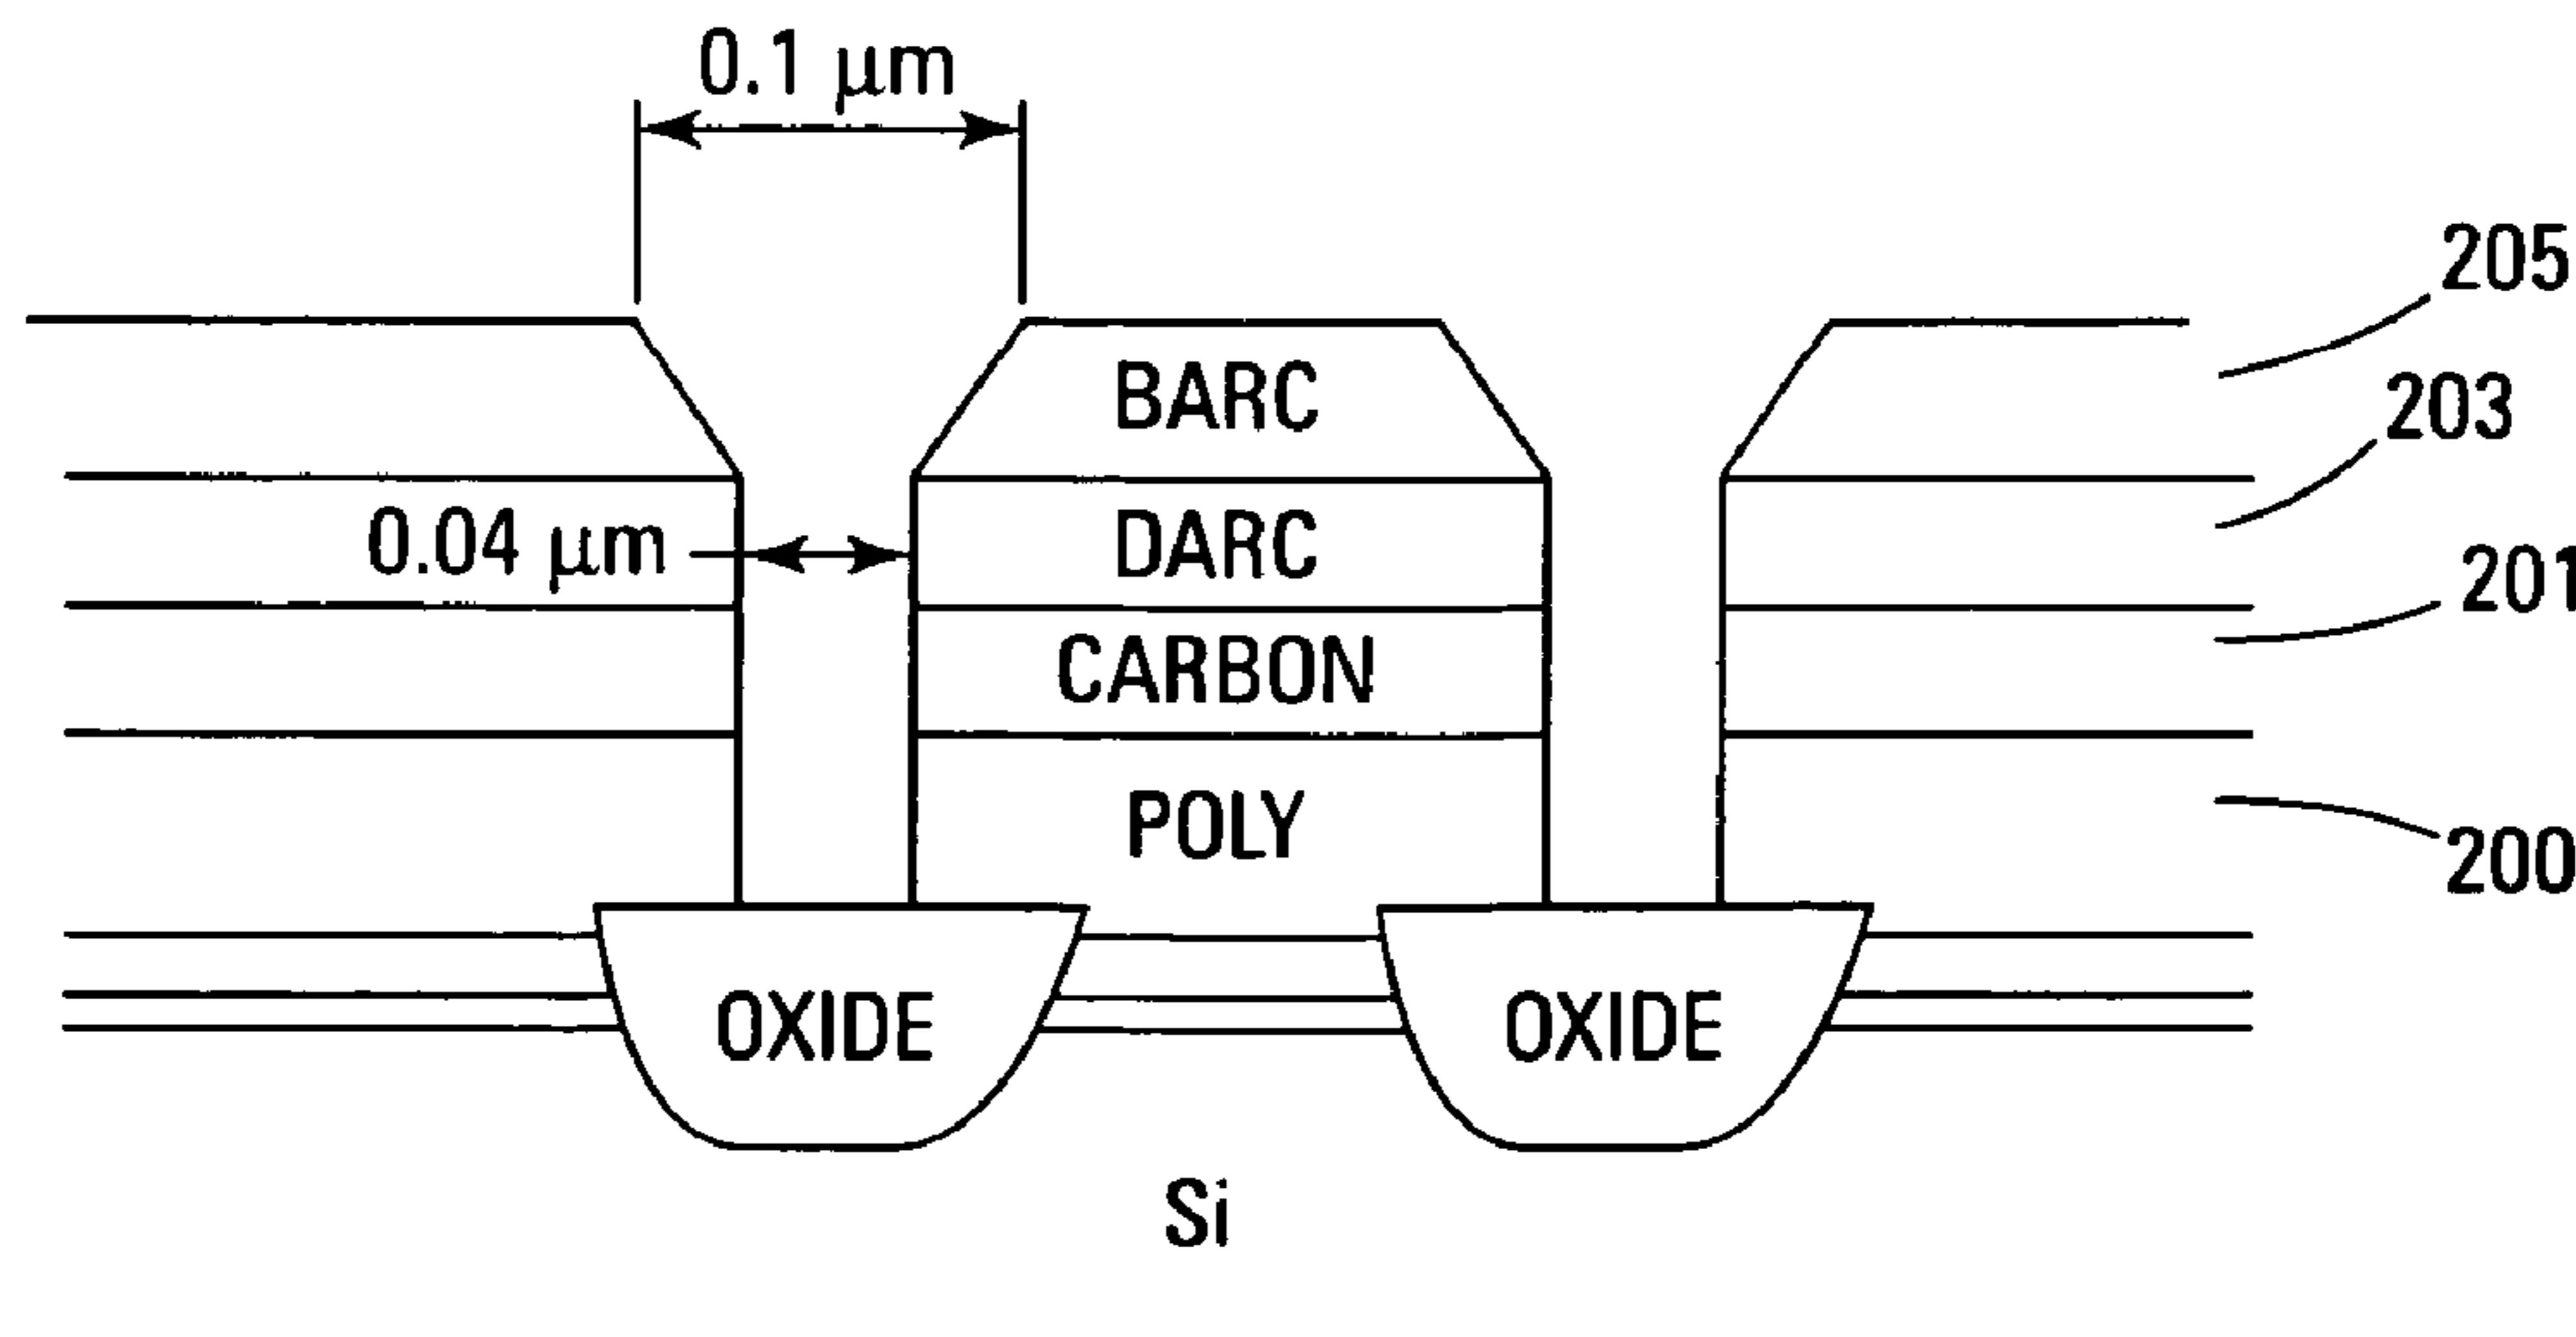 0.1 μm
205
BARC
203
0.04 μm
DARC
201
CARBON
POLY
200
OXIDE
OXIDE
Si